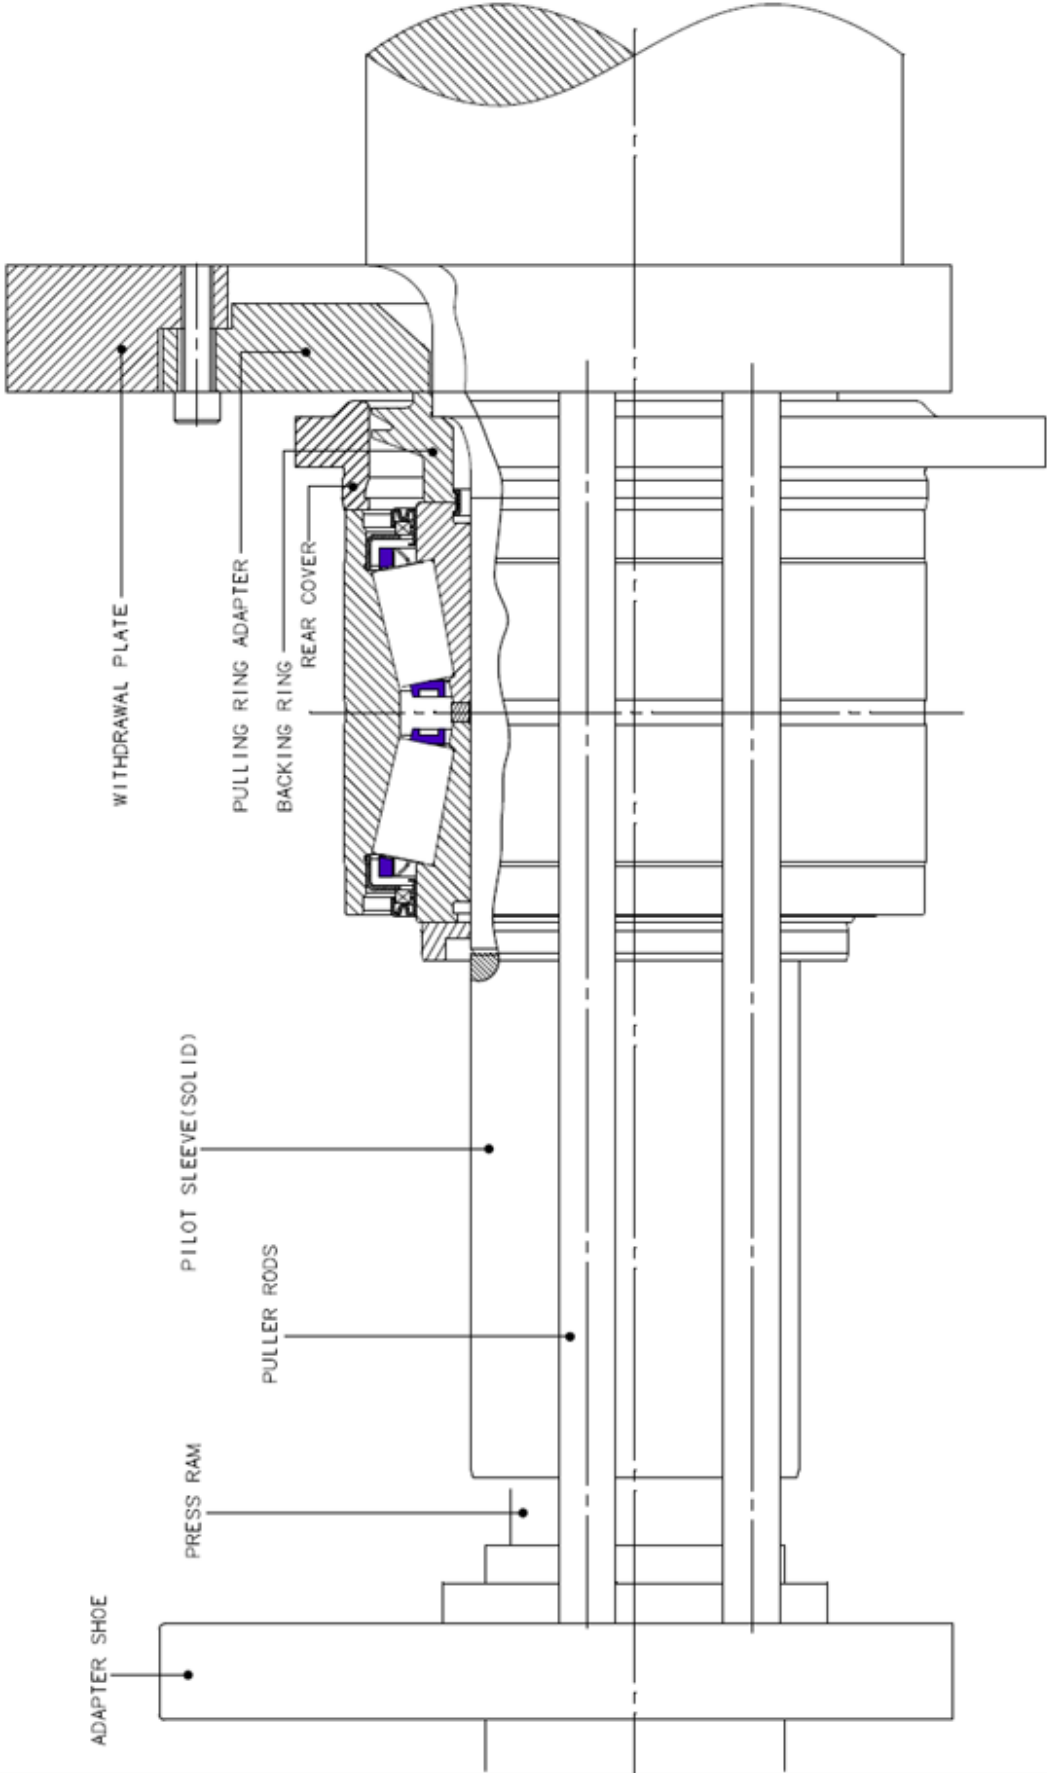 WITHDRAWAL PLATE
PULLING RING ADAPTER
BACKING RING
REAR COVER
PILOT SLEEVE(SOLID)
PULLER RODS
PRESS RAM
ADAPTER SHOE